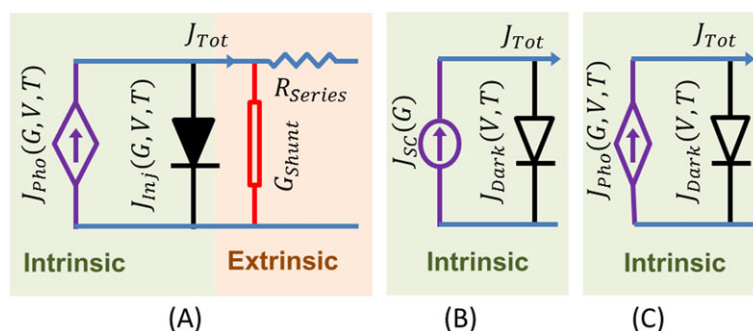 J_Tot
J_Pho(G,V,T)
J_Inj(G,V,T)
G_Shunt
R_Series
Intrinsic
Extrinsic
(A)
J_Tot
J_SC(G)
J_Dark(V,T)
Intrinsic
(B)
J_Tot
J_Pho(G,V,T)
J_Dark(V,T)
Intrinsic
(C)